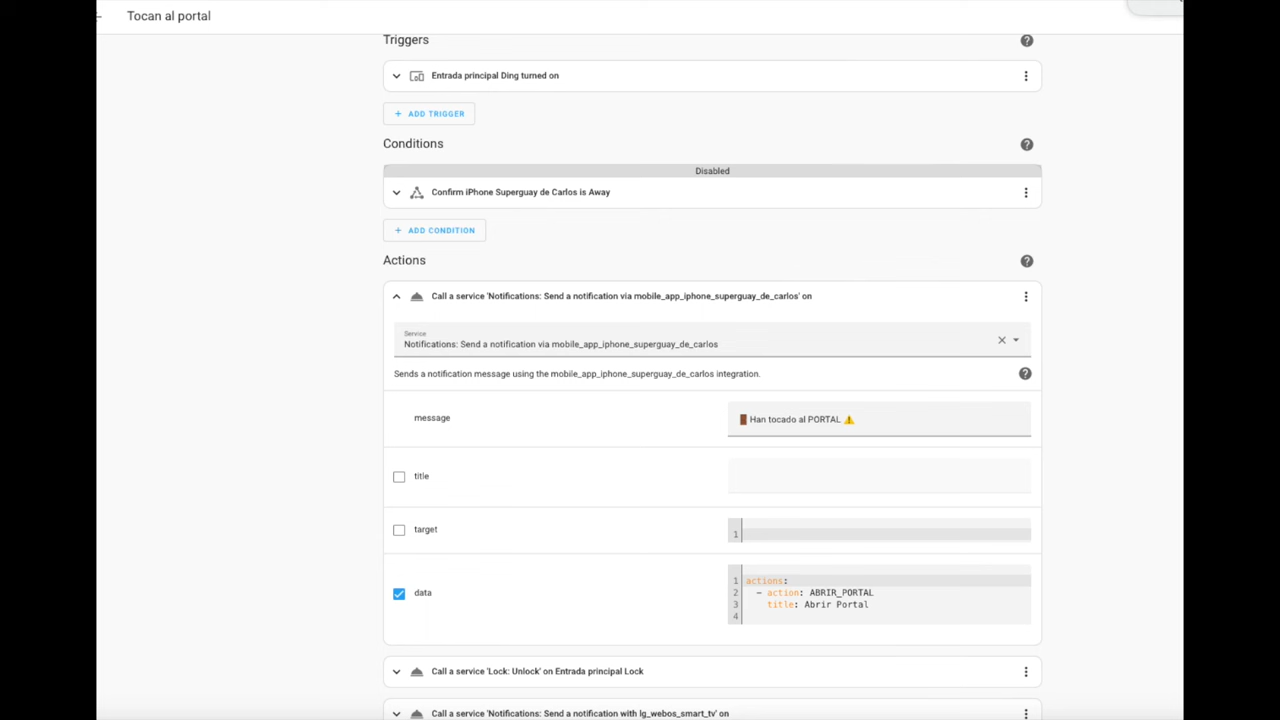 Tocan al portal
Triggers
Entrada principal Ding turned on
+ ADD TRIGGER
Conditions
Disabled
Confirm iPhone Superguay de Carlos is Away
+ ADD CONDITION
Actions
Call a service 'Notifications: Send a notification via mobile_app_iphone_superguay_de_carlos' on
Service
Notifications: Send a notification via mobile_app_iphone_superguay_de_carlos
Sends a notification message using the mobile_app_iphone_superguay_de_carlos integration.
message
🚪Han tocado al PORTAL ⚠️
title
target
1
data
1 actions:
2 - action: ABRIR_PORTAL
3 title: Abrir Portal
4
Call a service 'Lock: Unlock' on Entrada principal Lock
Call a service 'Notifications: Send a notification with lg_webos_smart_tv' on